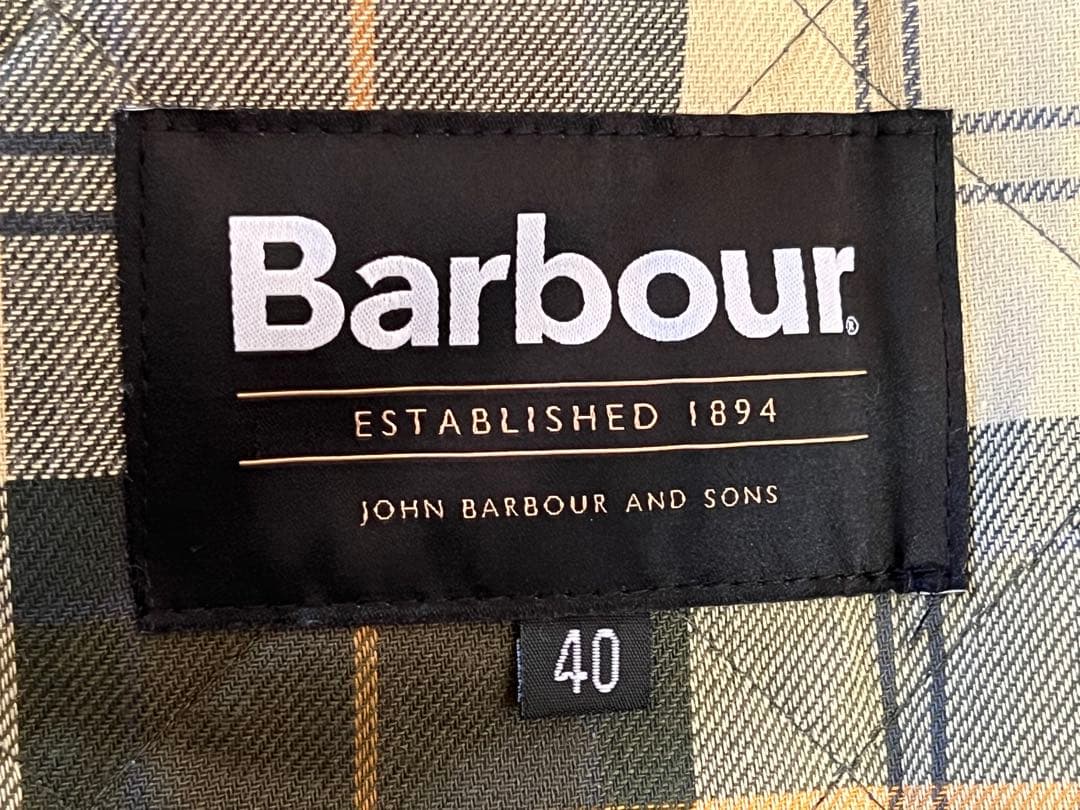 Barbour®
ESTABLISHED 1894
JOHN BARBOUR AND SONS
40